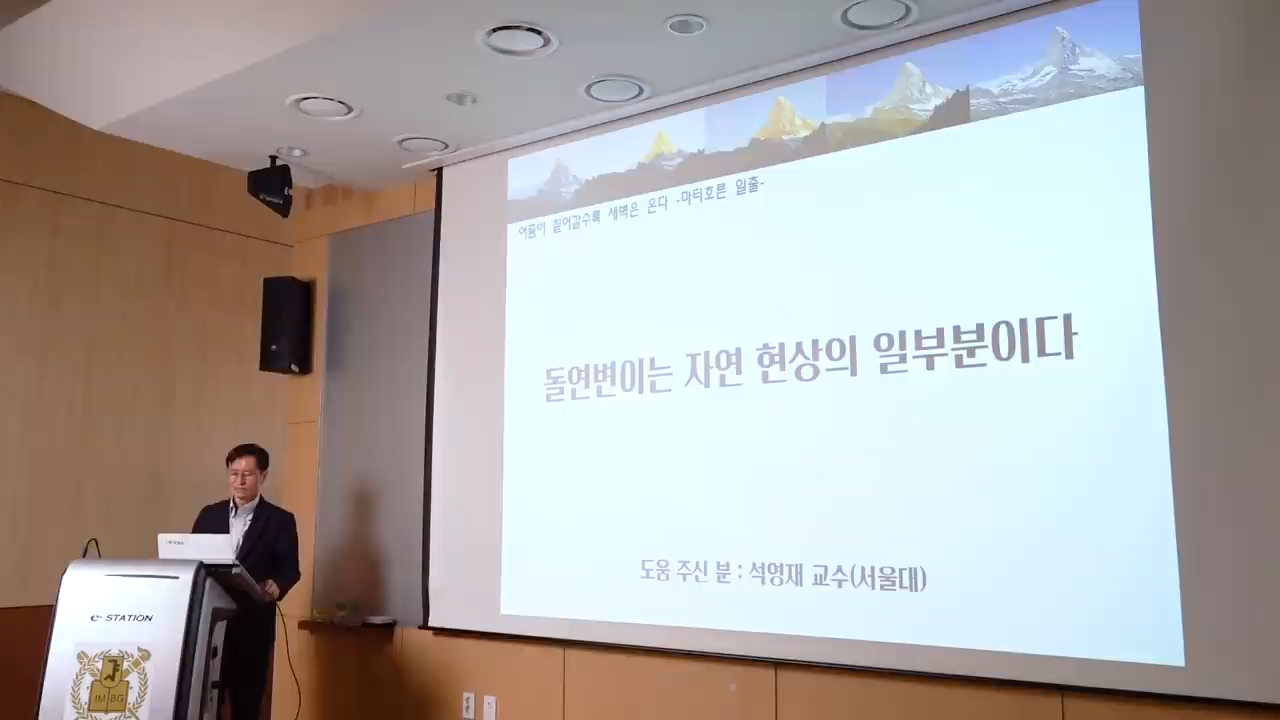 어둠이 짙어갈수록 새벽은 온다 -마터호른 일출-
돌연변이는 자연 현상의 일부분이다
도움 주신 분 : 석영재 교수(서울대)
e-STATION
IM BG